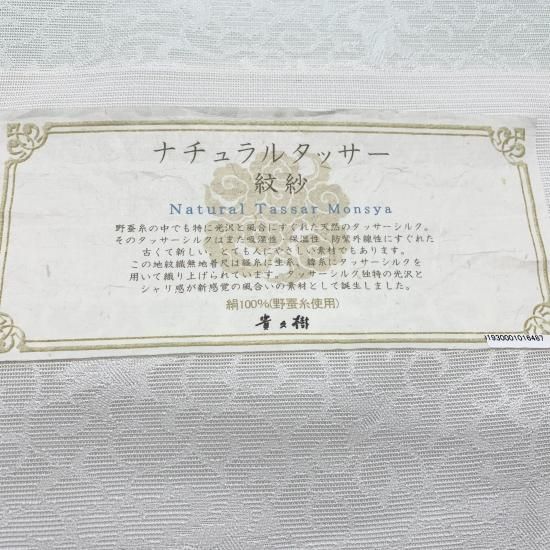 ナチュラルタッサー
紋紗
Natural Tassar Monsya
野蚕糸の中でも特に光沢と風合にすぐれた天然のタッサーシルク。
そのタッサーシルクはまた吸湿性・保温性・防紫外線性にすぐれた
古くて新しい、とても人にやさしい素材でもあります。
この地紋織無地着尺は経糸に生糸、緯糸にタッサーシルクを
用いて織り上げられています。タッサーシルク独特の光沢と
シャリ感が新感覚の風合いの素材として誕生しました。
絹100%(野蚕糸使用)
貴久樹
I1930001016487